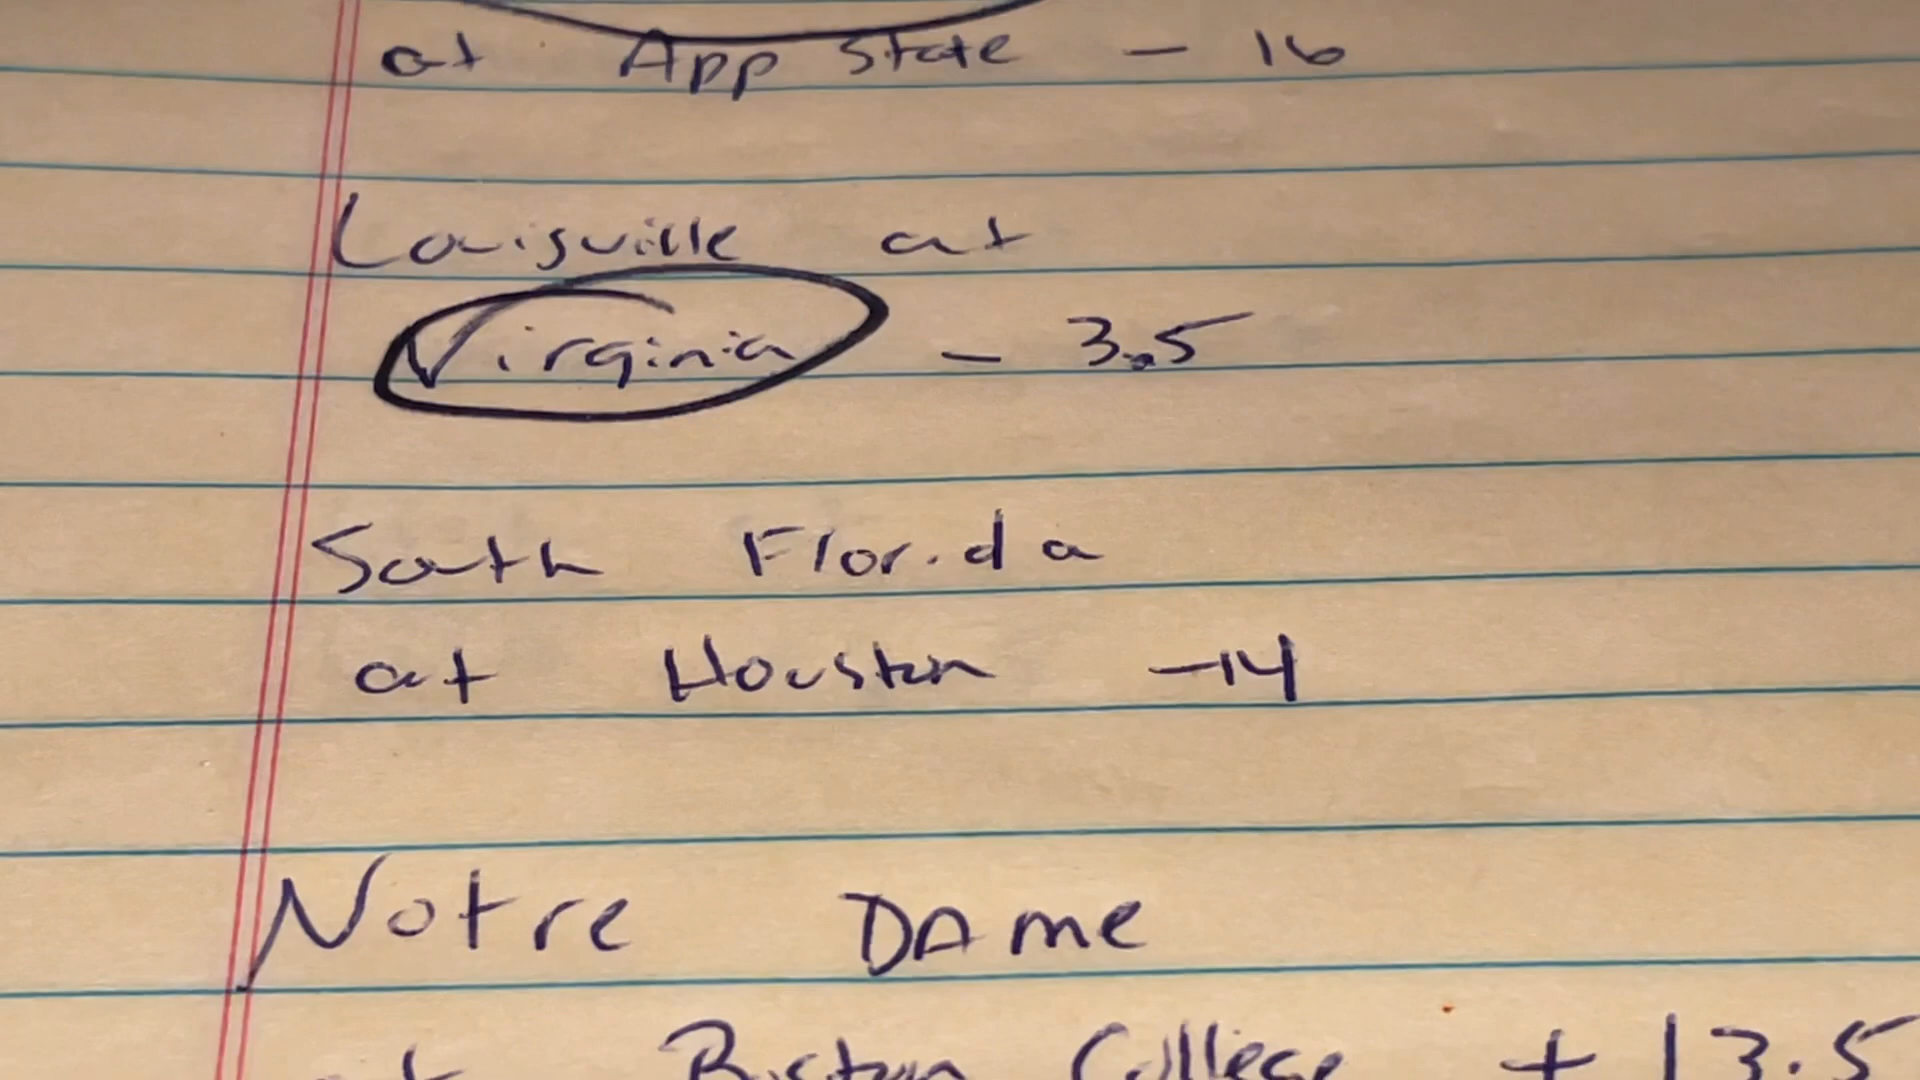 at App State - 16
Louisville at
Virginia - 3.5
South Florida
at Houston -14
Notre DAme
at Boston College + 13.5